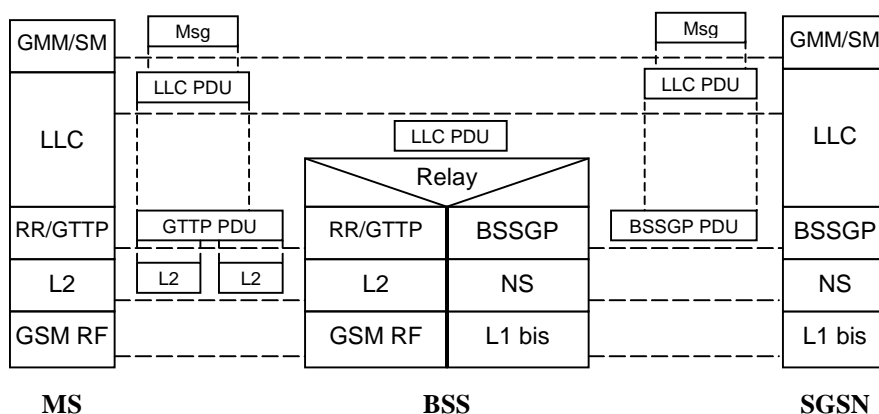 GMM/SM
Msg
Msg
GMM/SM
LLC PDU
LLC PDU
LLC
LLC PDU
LLC
Relay
RR/GTTP
GTTP PDU
RR/GTTP
BSSGP
BSSGP PDU
BSSGP
L2
L2
L2
L2
NS
NS
GSM RF
GSM RF
L1 bis
L1 bis
MS
BSS
SGSN